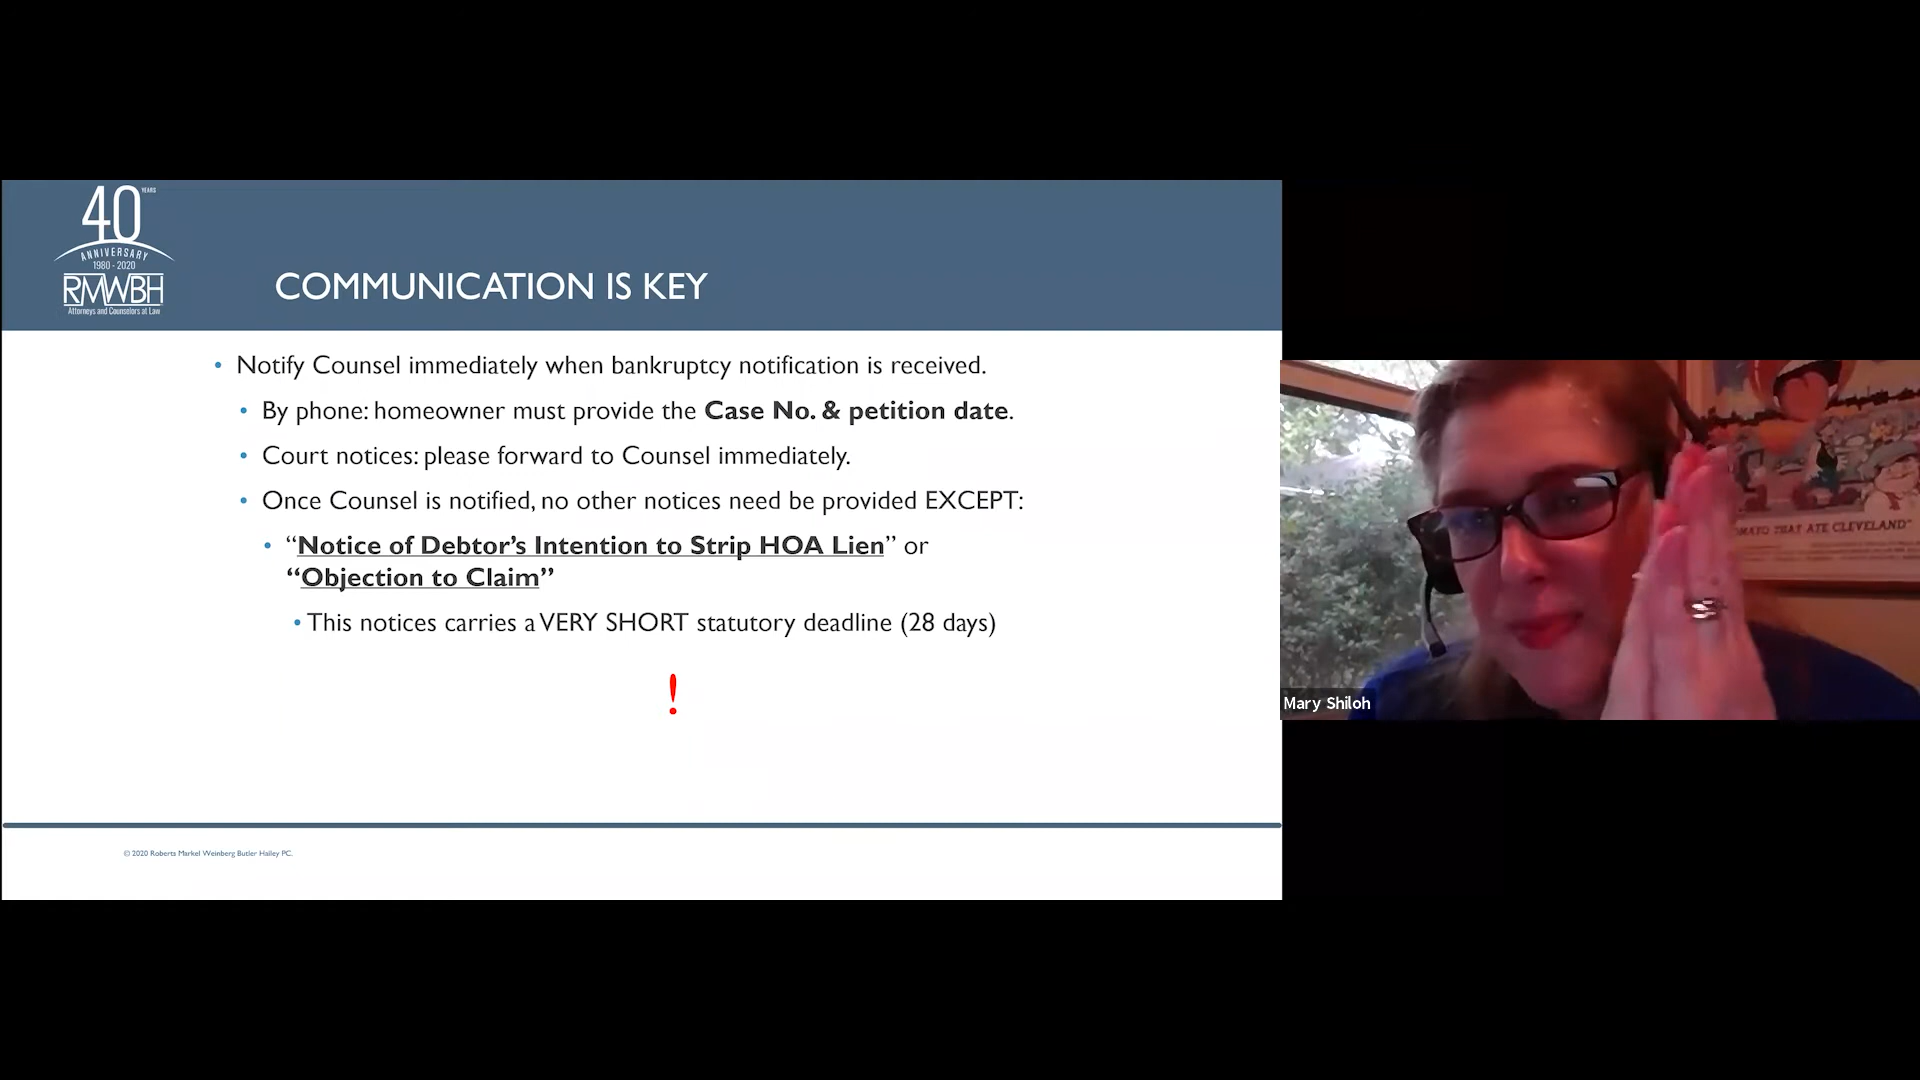 40
YEARS
ANNIVERSARY
1980 - 2020
RMWBH
Attorneys and Counselors at Law
COMMUNICATION IS KEY
• Notify Counsel immediately when bankruptcy notification is received.
• By phone: homeowner must provide the Case No. & petition date.
• Court notices: please forward to Counsel immediately.
• Once Counsel is notified, no other notices need be provided EXCEPT:
• “Notice of Debtor’s Intention to Strip HOA Lien” or
“Objection to Claim”
• This notices carries a VERY SHORT statutory deadline (28 days)
!
© 2020 Roberts Markel Weinberg Butler Hailey PC.
THAT ATE CLEVELAND"
Mary Shiloh